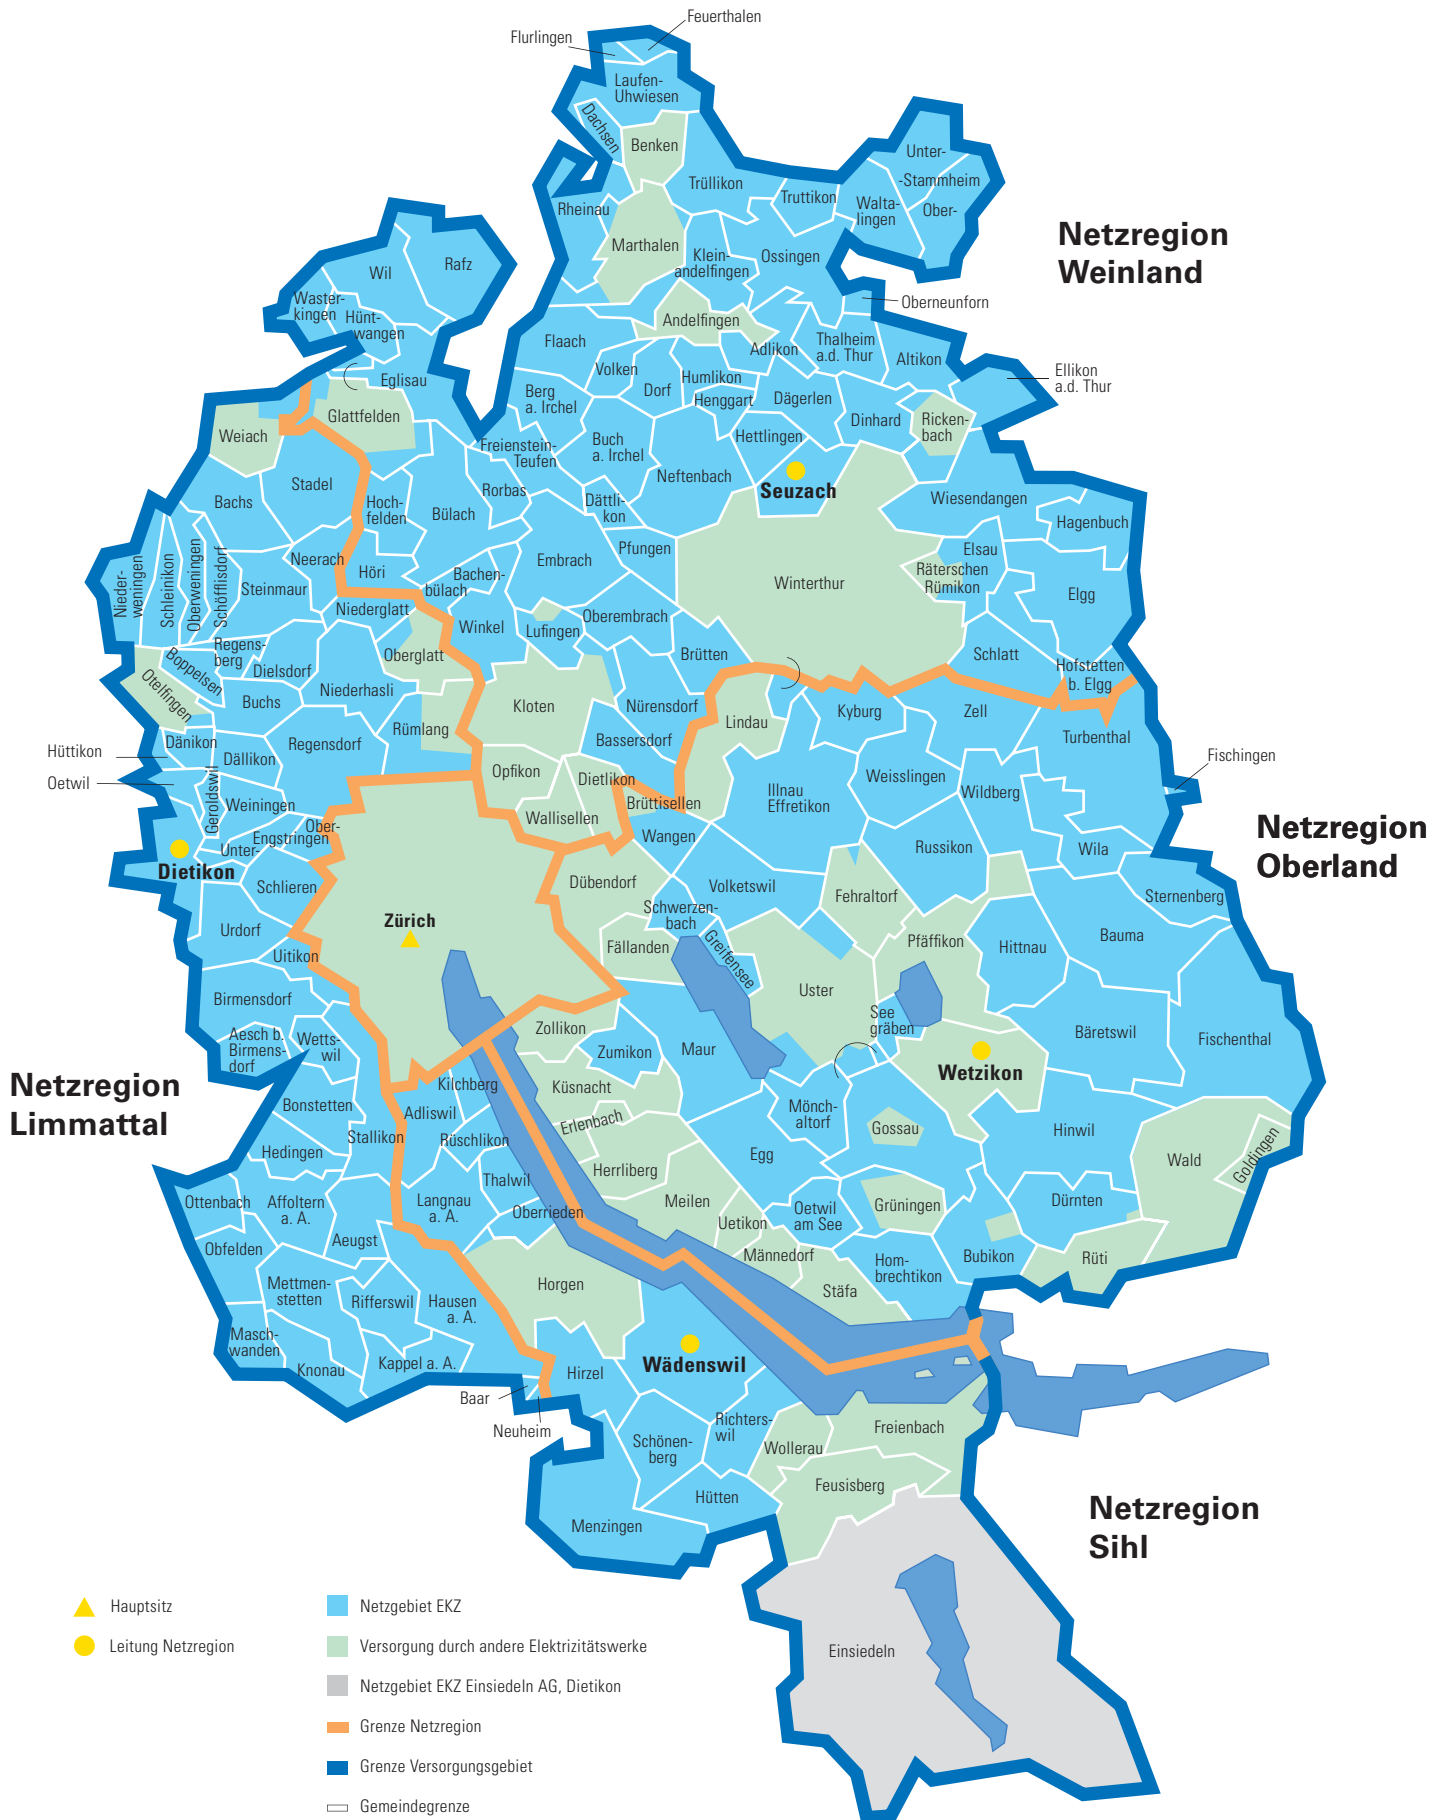 Feuerthalen
Flurlingen
Laufen-
Uhwiesen
Dachsen
Benken
Unter-
-Stammheim
Ober-
Trüllikon
Truttikon
Walta-
lingen
Rheinau
Marthalen
Klein-
andelfingen
Ossingen
Netzregion
Weinland
Rafz
Wil
Waster-
kingen
Hünt-
wangen
Oberneunforn
Andelfingen
Adlikon
Thalheim
a.d. Thur
Altikon
Ellikon
a.d. Thur
Flaach
Volken
Dorf
Humlikon
Henggart
Dägerlen
Eglisau
Berg
a. Irchel
Glattfelden
Weiach
Dinhard
Ricken-
bach
Hettlingen
Freienstein-
Teufen
Buch
a. Irchel
Neftenbach
Seuzach
Stadel
Bachs
Hoch-
felden
Bülach
Rorbas
Dättli-
kon
Wiesendangen
Hagenbuch
Pfungen
Embrach
Elsau
Räterschen
Rümikon
Winterthur
Elgg
Neerach
Höri
Bachen-
bülach
Nieder-
weningen
Schleinikon
Oberweningen
Schöfflisdorf
Steinmaur
Niederglatt
Winkel
Lufingen
Oberembrach
Brütten
Schlatt
Hofstetten
b. Elgg
Regens-
berg
Boppelsen
Dielsdorf
Oberglatt
Otelfingen
Buchs
Niederhasli
Kloten
Nürensdorf
Lindau
Kyburg
Zell
Turbenthal
Rümlang
Bassersdorf
Hüttikon
Dänikon
Dällikon
Regensdorf
Opfikon
Dietlikon
Illnau
Effretikon
Weisslingen
Wildberg
Fischingen
Oetwil
Geroldswil
Weiningen
Brüttisellen
Wallisellen
Wangen
Ober-
Engstringen
Unter-
Netzregion
Oberland
Russikon
Wila
Dietikon
Schlieren
Dübendorf
Volketswil
Fehraltorf
Sternenberg
Schwerzen-
bach
Urdorf
Zürich
Fällanden
Greifensee
Pfäffikon
Hittnau
Bauma
Uitikon
Uster
Birmensdorf
See
gräben
Bäretswil
Fischenthal
Aesch b.
Birmens-
dorf
Wetts-
wil
Zollikon
Zumikon
Maur
Wetzikon
Netzregion
Limmattal
Kilchberg
Küsnacht
Bonstetten
Adliswil
Erlenbach
Mönch-
altorf
Gossau
Hinwil
Stallikon
Rüschlikon
Hedingen
Egg
Wald
Goldingen
Herrliberg
Thalwil
Ottenbach
Affoltern
a. A.
Langnau
a. A.
Oberrieden
Meilen
Uetikon
Oetwil
am See
Grüningen
Dürnten
Obfelden
Aeugst
Männedorf
Hom-
brechtikon
Bubikon
Rüti
Mettmen-
stetten
Rifferswil
Hausen
a. A.
Horgen
Stäfa
Masch-
wanden
Knonau
Kappel a. A.
Hirzel
Wädenswil
Baar
Neuheim
Richters-
wil
Schönen-
berg
Wollerau
Freienbach
Feusisberg
Hütten
Menzingen
Netzregion
Sihl
Einsiedeln
Hauptsitz
Leitung Netzregion
Netzgebiet EKZ
Versorgung durch andere Elektrizitätswerke
Netzgebiet EKZ Einsiedeln AG, Dietikon
Grenze Netzregion
Grenze Versorgungsgebiet
Gemeindegrenze